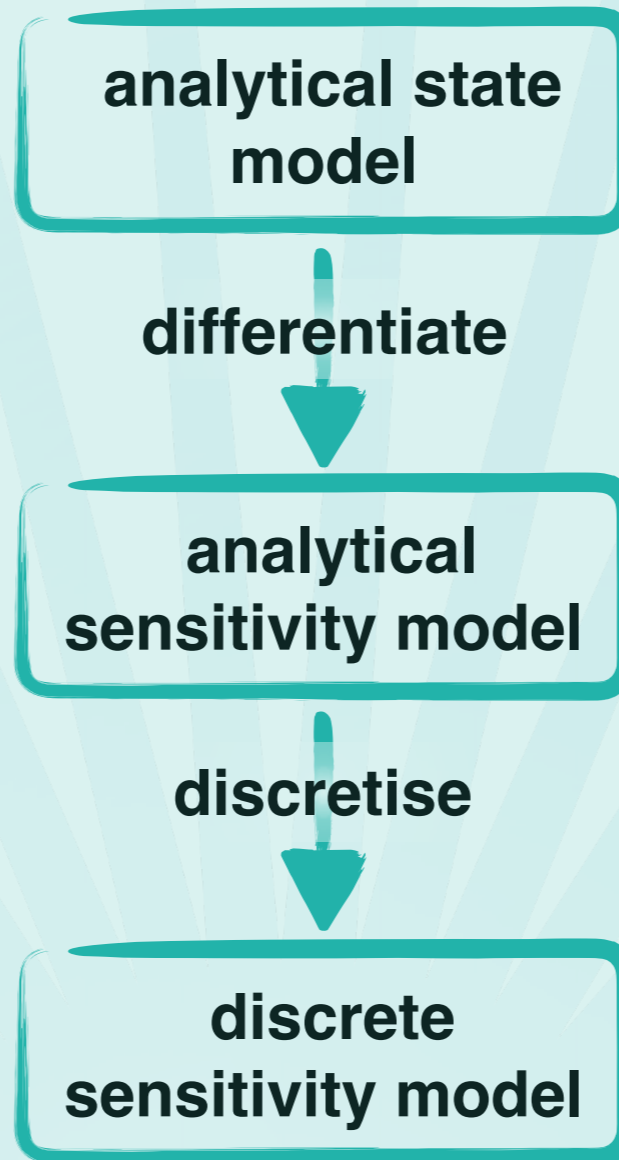 analytical state
model
differentiate
analytical
sensitivity model
discretise
discrete
sensitivity model